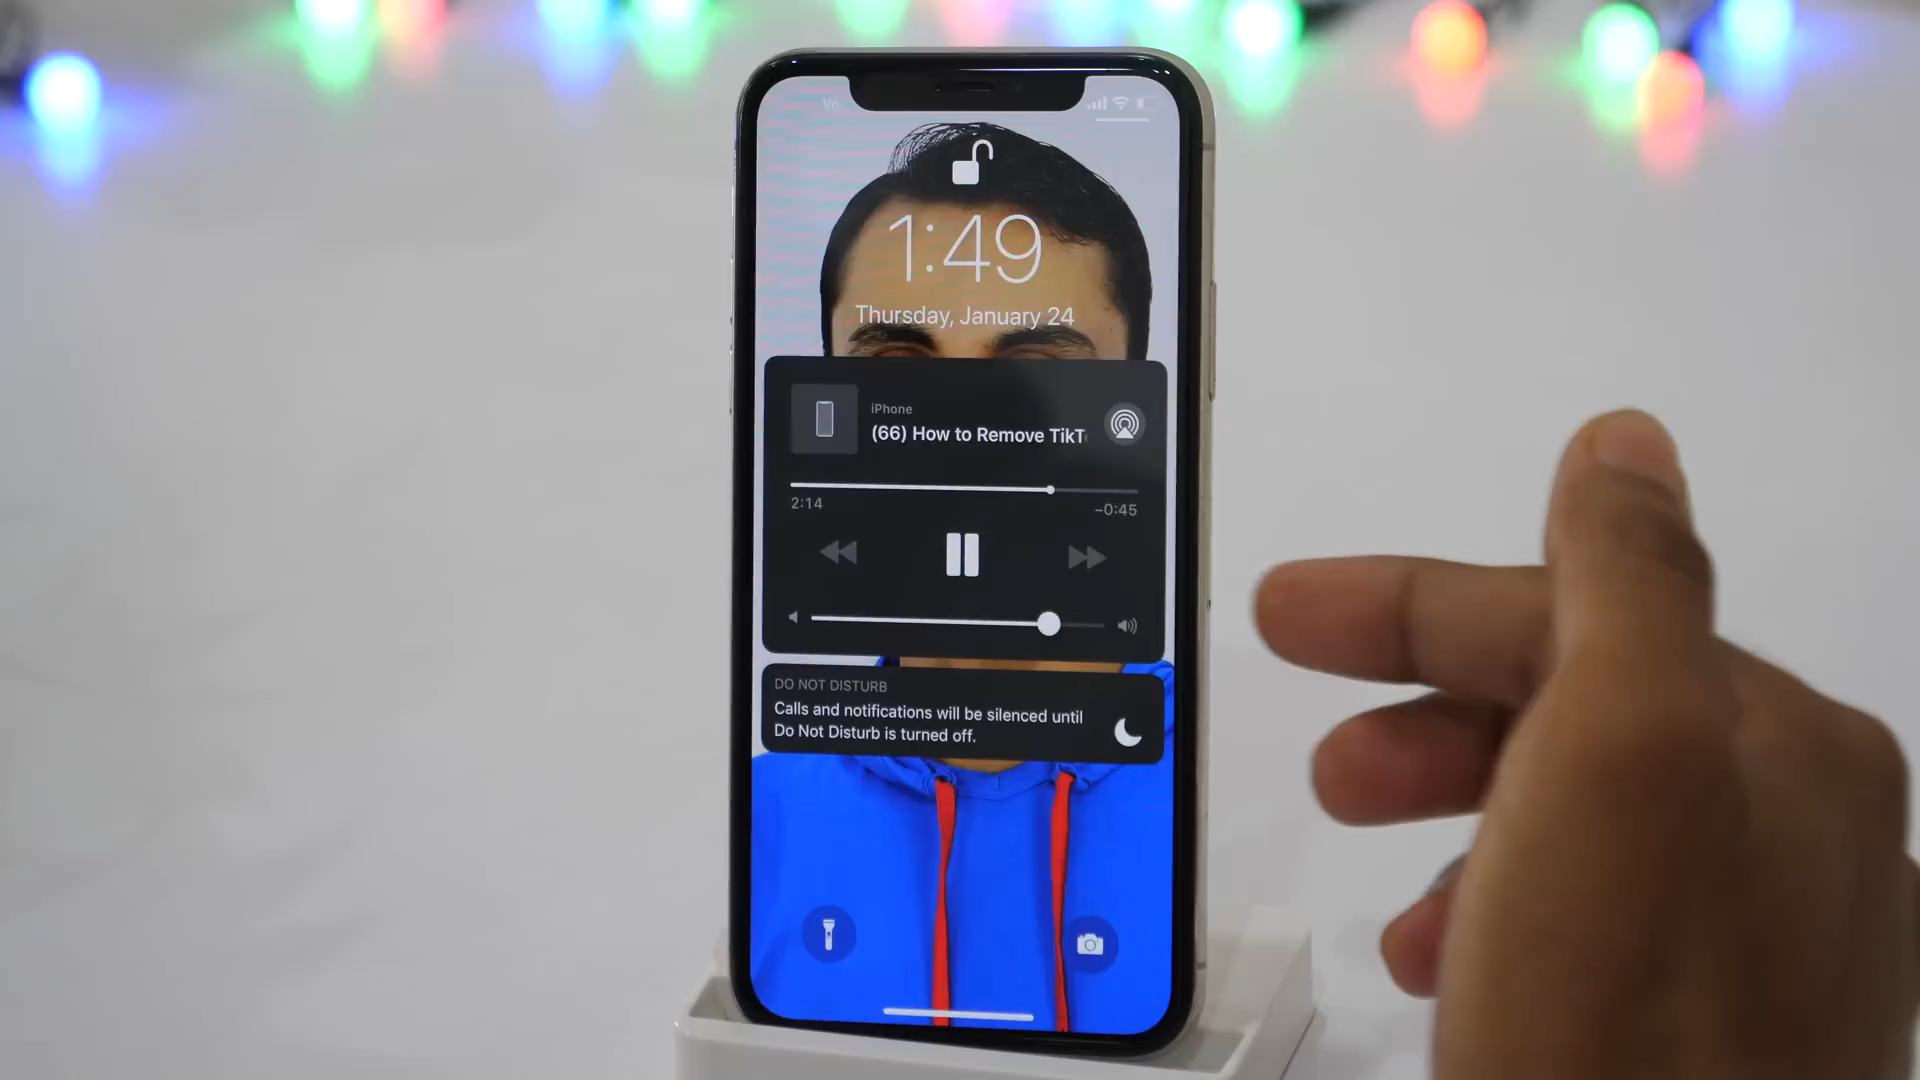 1:49
Thursday, January 24
iPhone
(66) How to Remove TikT
2:14
-0:45
DO NOT DISTURB
Calls and notifications will be silenced until
Do Not Disturb is turned off.